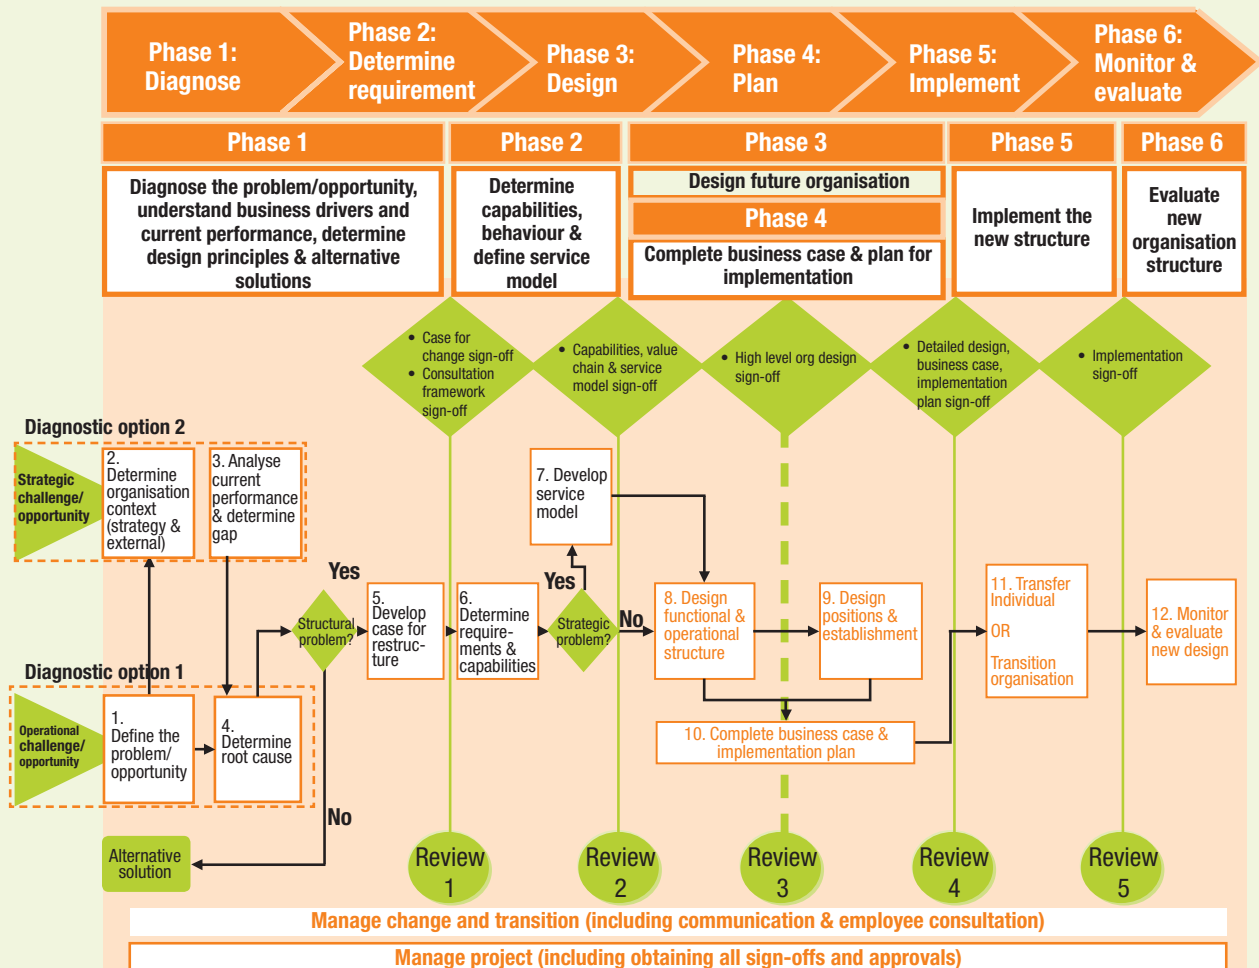 Phase 1:
Diagnose
Phase 2:
Determine
requirement
Phase 3:
Design
Phase 4:
Plan
Phase 5:
Implement
Phase 6:
Monitor &
evaluate
Phase 1
Phase 2
Phase 3
Phase 5
Phase 6
Diagnose the problem/opportunity,
understand business drivers and
current performance, determine
design principles & alternative
solutions
Determine
capabilities,
behaviour &
define service
model
Design future organisation
Phase 4
Complete business case & plan for
implementation
Implement the
new structure
Evaluate
new
organisation
structure
• Case for
change sign-off
• Consultation
framework
sign-off
• Capabilities, value
chain & service
model sign-off
• High level org design
sign-off
• Detailed design,
business case,
implementation
plan sign-off
• Implementation
sign-off
Diagnostic option 2
Strategic
challenge/
opportunity
2.
Determine
organisation
context
(strategy &
external)
3. Analyse
current
performance
& determine
gap
7. Develop
service
model
Yes
Structural
problem?
5.
Develop
case for
restruc-
ture
6.
Determine
require-
ments &
capabilities
Yes
Strategic
problem?
No
8. Design
functional &
operational
structure
9. Design
positions &
establishment
11. Transfer
Individual
OR
Transition
organisation
12. Monitor
& evaluate
new design
Diagnostic option 1
Operational
challenge/
opportunity
1.
Define the
problem/
opportunity
4.
Determine
root cause
10. Complete business case &
implementation plan
No
Alternative
solution
Review
1
Review
2
Review
3
Review
4
Review
5
Manage change and transition (including communication & employee consultation)
Manage project (including obtaining all sign-offs and approvals)